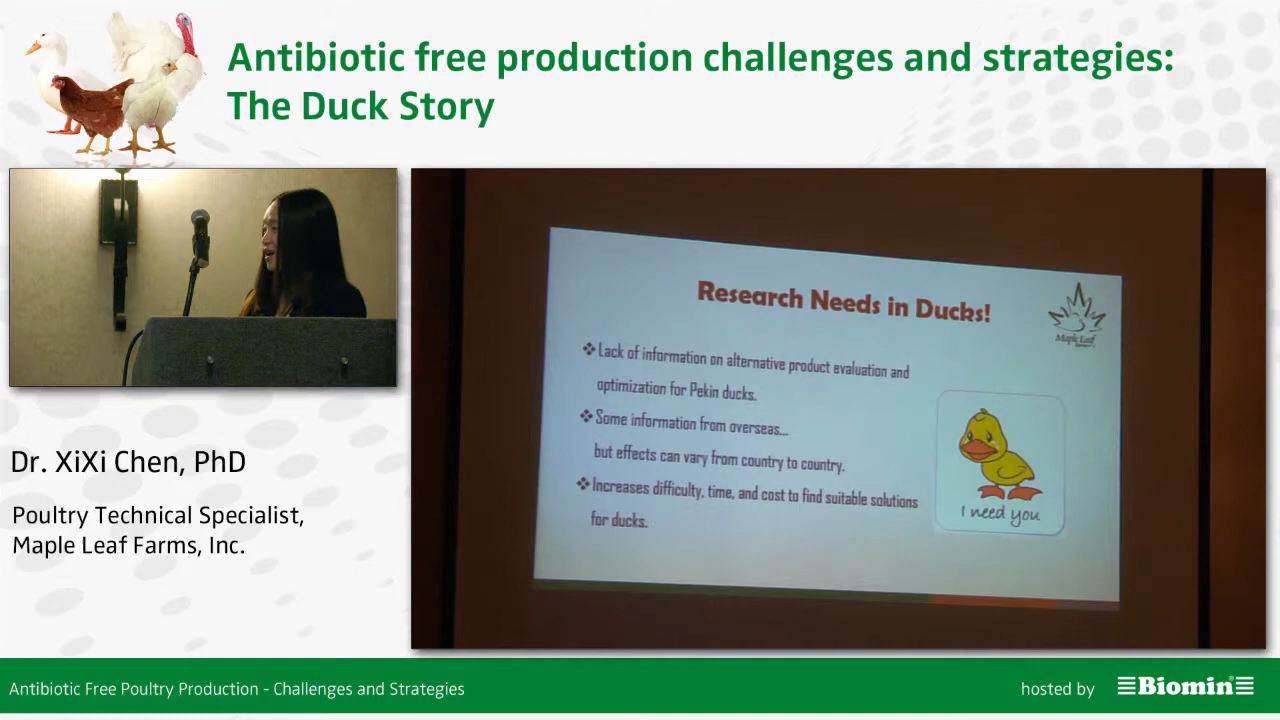 Antibiotic free production challenges and strategies:
The Duck Story
Research Needs in Ducks!
Maple Leaf
❖Lack of information on alternative product evaluation and
optimization for Pekin ducks.
❖Some information from overseas...
but effects can vary from country to country.
❖Increases difficulty, time, and cost to find suitable solutions
for ducks.
I need you
Dr. XiXi Chen, PhD
Poultry Technical Specialist,
Maple Leaf Farms, Inc.
Antibiotic Free Poultry Production - Challenges and Strategies
hosted by Biomin®